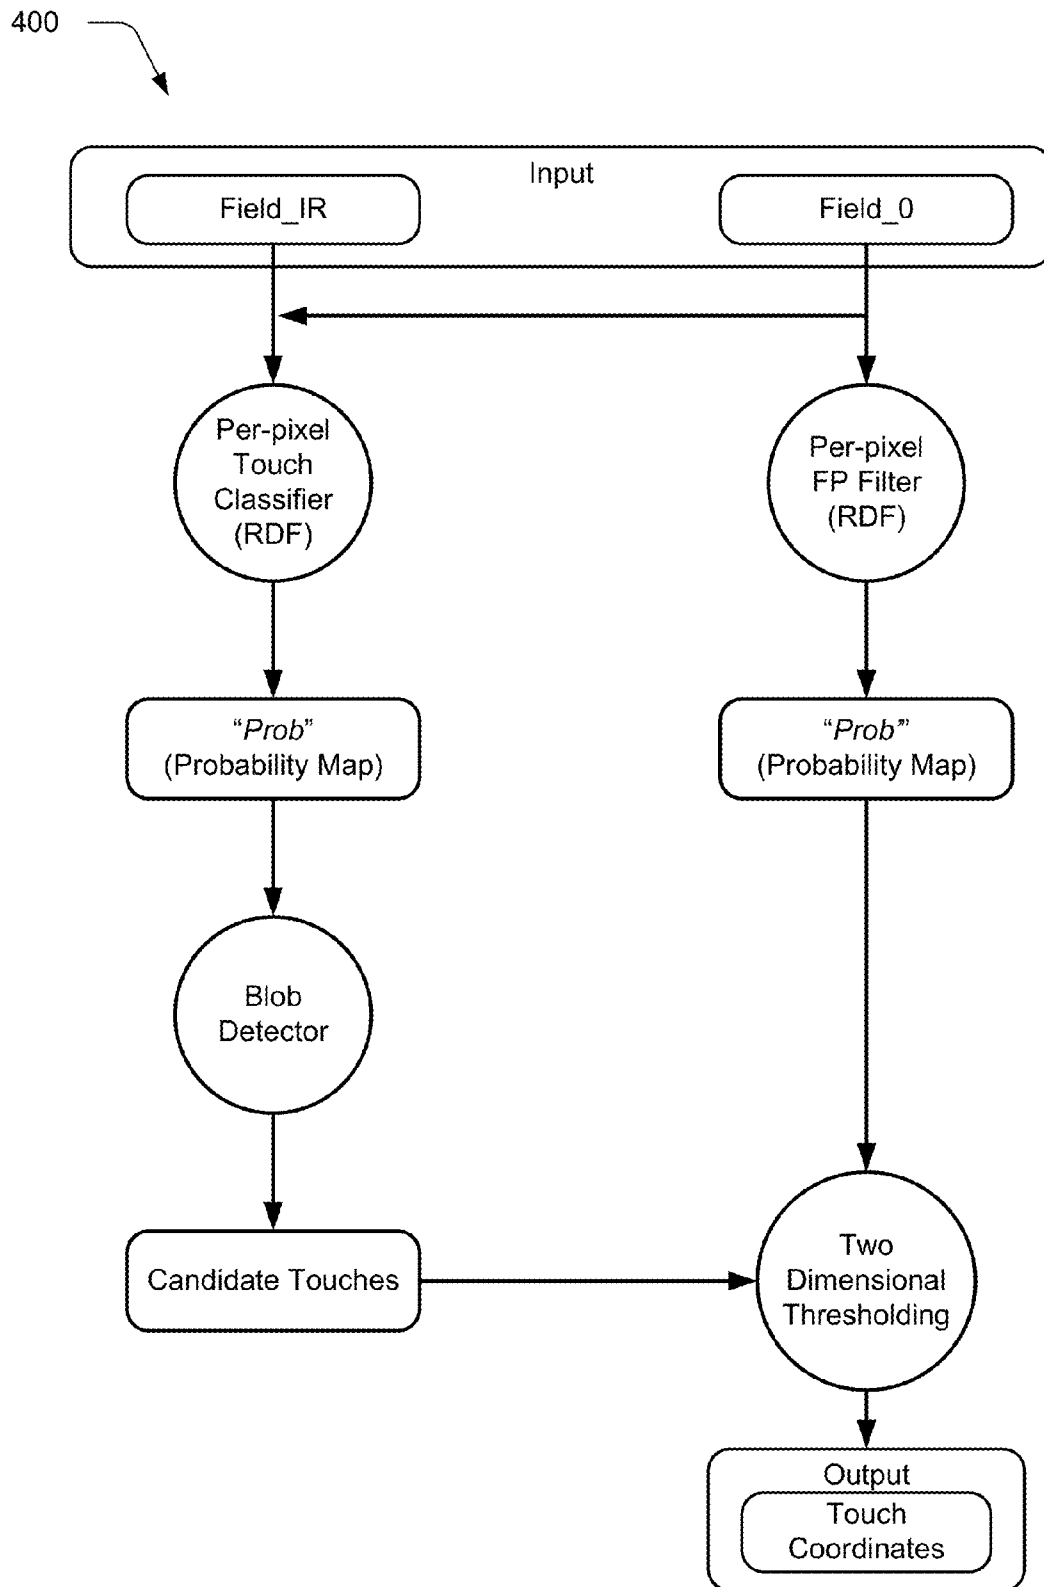 400
Input
Field_IR
Field_0
Per-pixel
Touch
Classifier
(RDF)
Per-pixel
FP Filter
(RDF)
“Prob”
(Probability Map)
“Prob'”
(Probability Map)
Blob
Detector
Candidate Touches
Two
Dimensional
Thresholding
Output
Touch
Coordinates